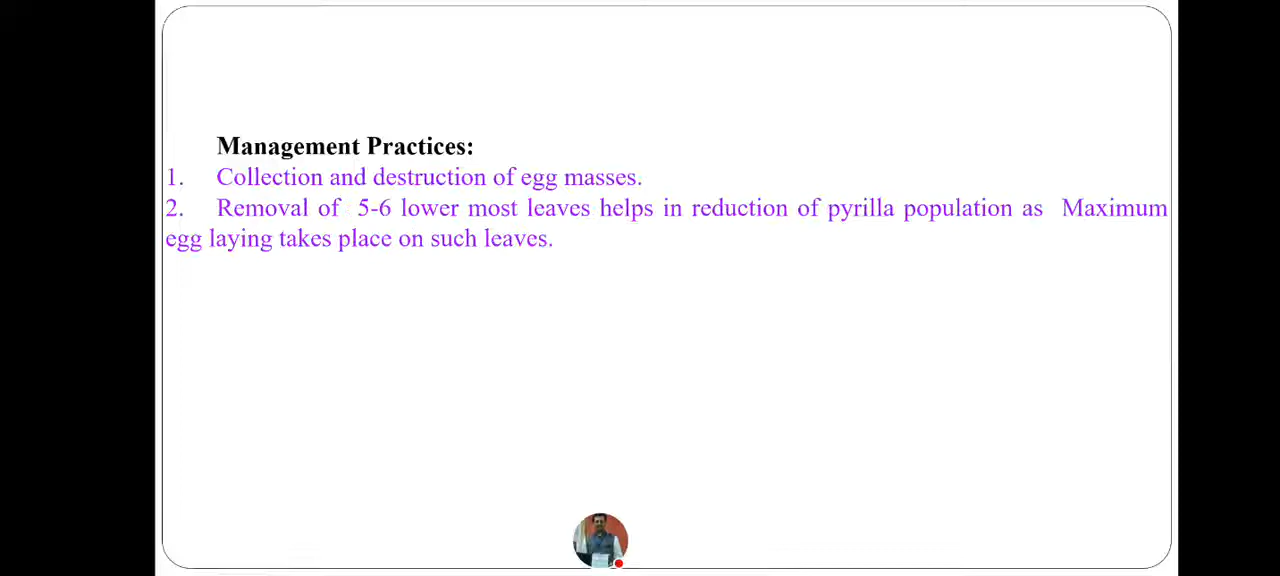 Management Practices:
1. Collection and destruction of egg masses.
2. Removal of 5-6 lower most leaves helps in reduction of pyrilla population as Maximum
egg laying takes place on such leaves.